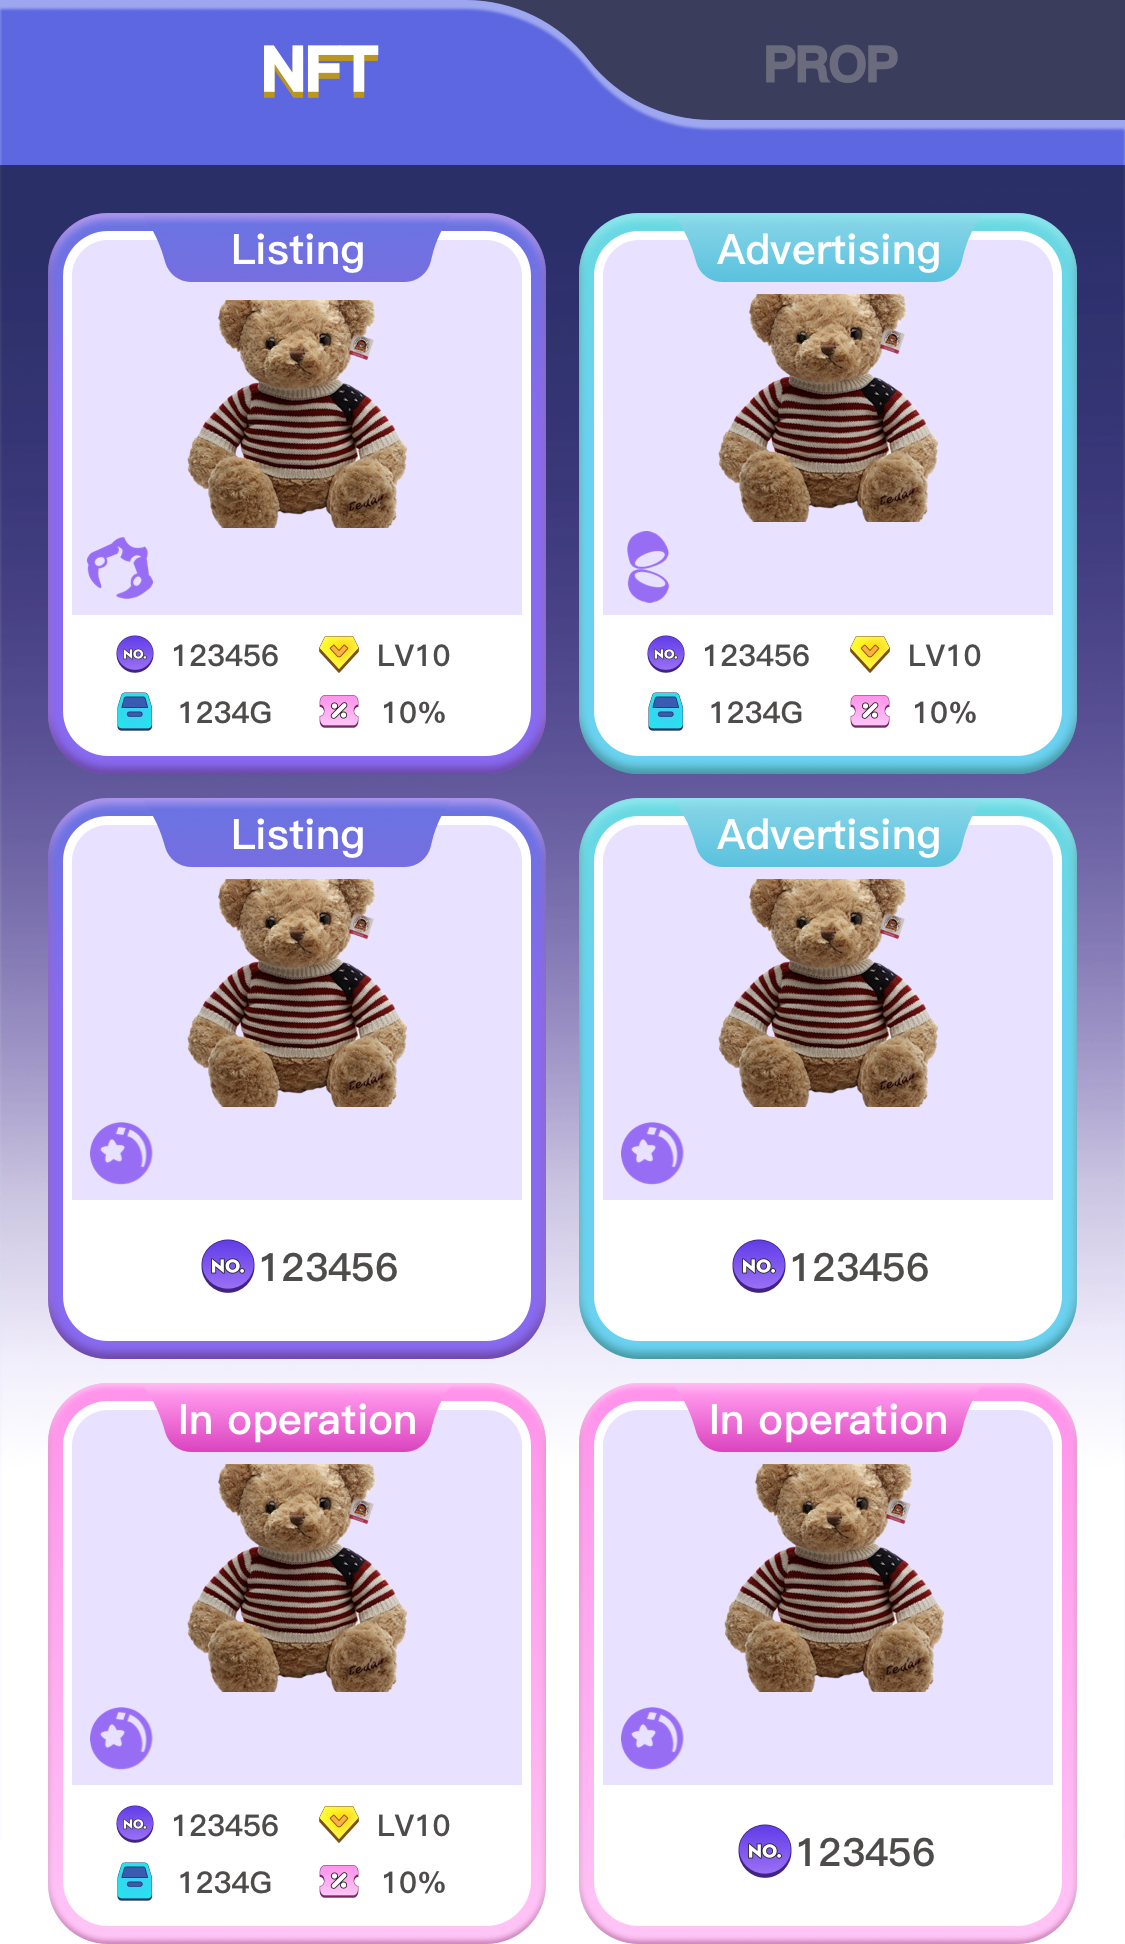 NFT
PROP
Listing
Advertising
NO. 123456 LV10
1234G % 10%
NO. 123456 LV10
1234G % 10%
Listing
Advertising
NO. 123456
NO. 123456
In operation
In operation
NO. 123456 LV10
1234G % 10%
NO. 123456